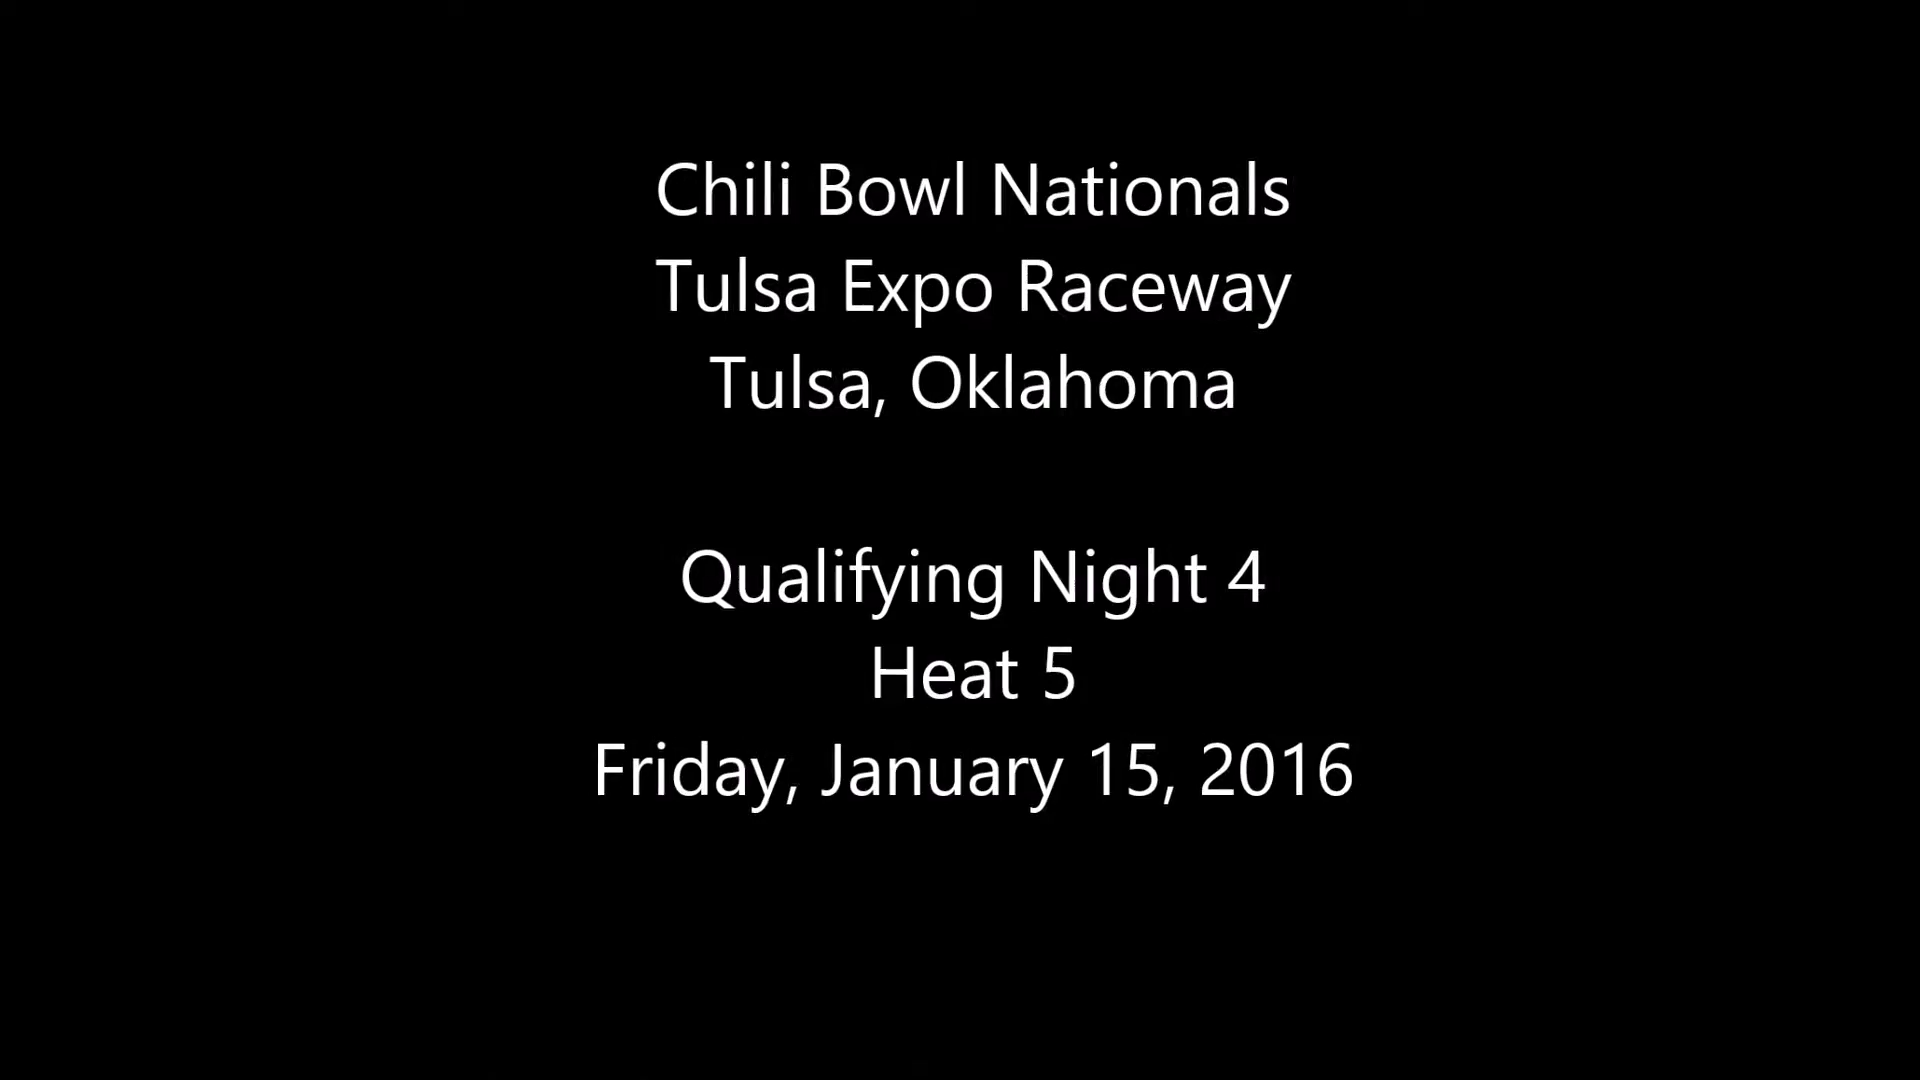 Chili Bowl Nationals
Tulsa Expo Raceway
Tulsa, Oklahoma
Qualifying Night 4
Heat 5
Friday, January 15, 2016